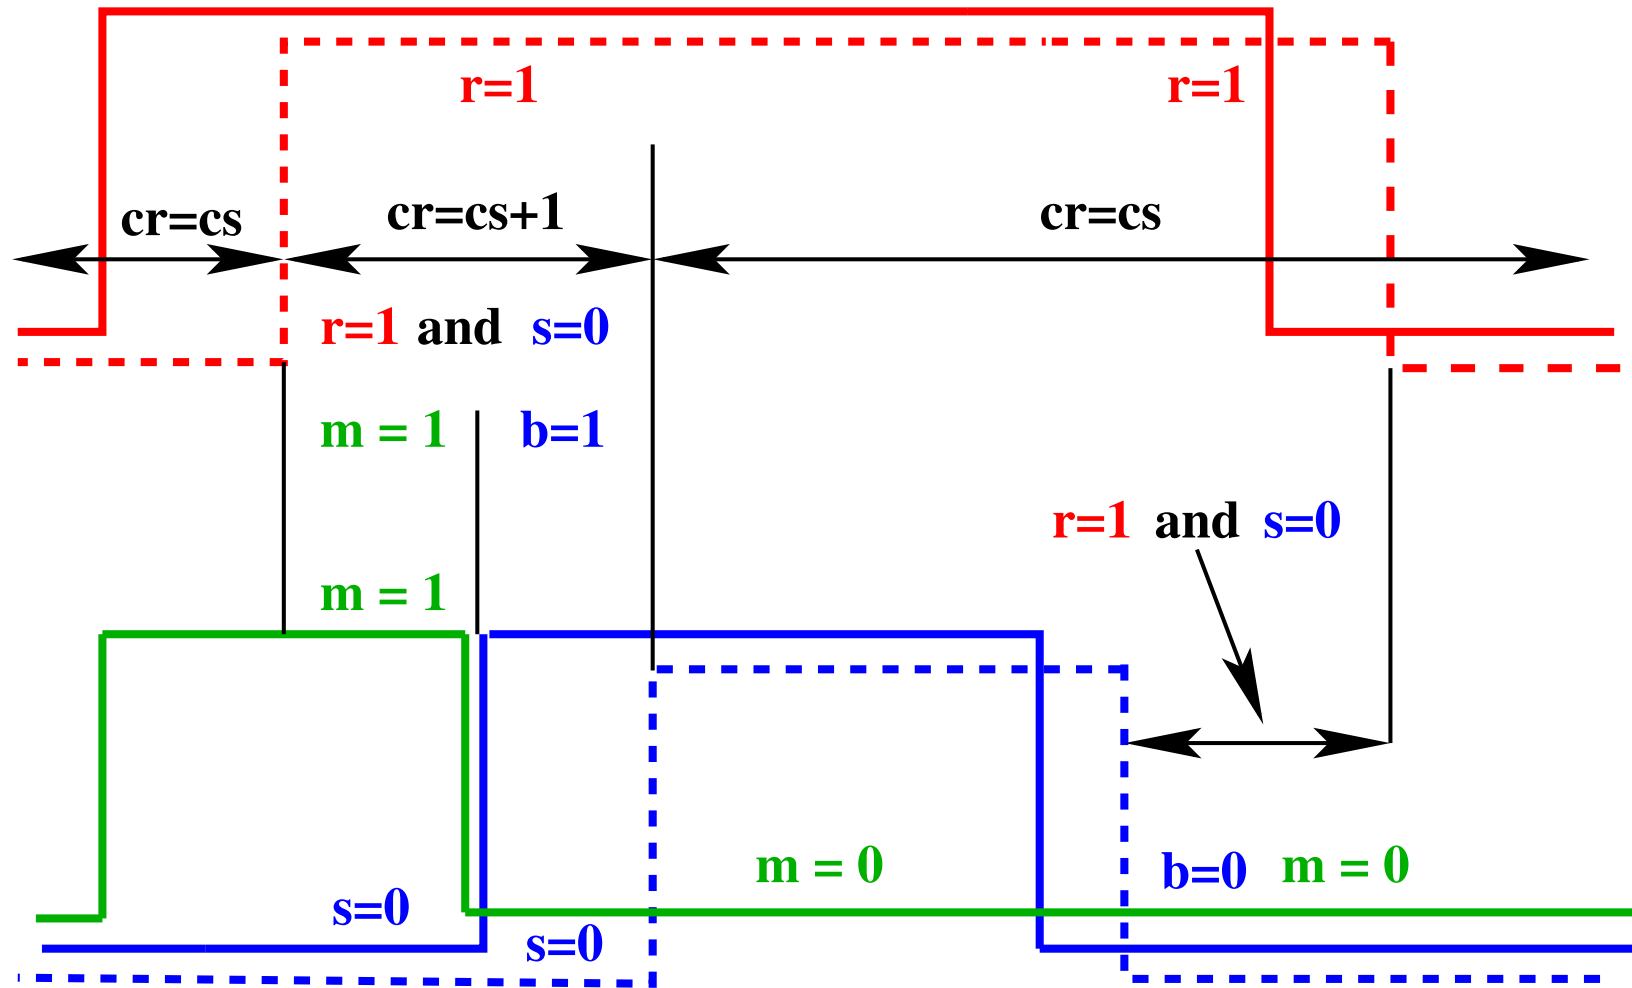 r=1 r=1
cr=cs cr=cs+1 cr=cs
r=1 and s=0
m = 1 b=1
r=1 and s=0
m = 1
m = 0 b=0 m = 0
s=0
s=0